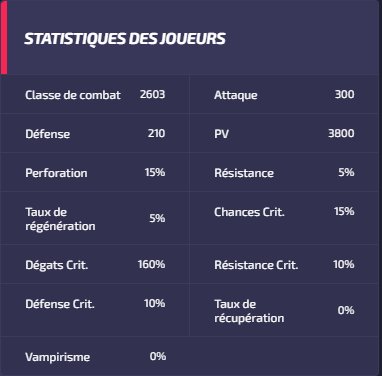 STATISTIQUES DES JOUEURS
Classe de combat 2603
Attaque 300
Défense 210
PV 3800
Perforation 15%
Résistance 5%
Taux de
régénération 5%
Chances Crit. 15%
Dégats Crit. 160%
Résistance Crit. 10%
Défense Crit. 10%
Taux de
récupération 0%
Vampirisme 0%